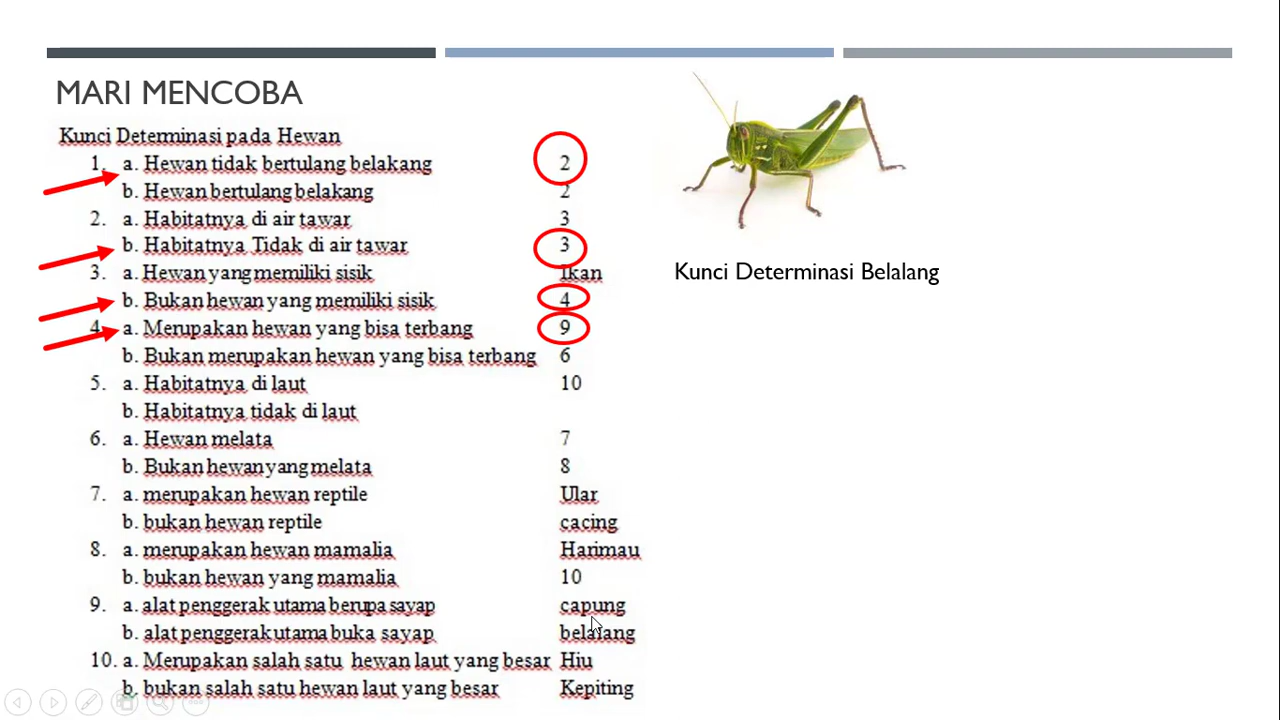 MARI MENCOBA
Kunci Determinasi pada Hewan
1. a. Hewan tidak bertulang belakang 2
b. Hewan bertulang belakang 2
2. a. Habitatnya di air tawar 3
b. Habitatnya Tidak di air tawar 3
3. a. Hewan yang memiliki sisik Ikan
b. Bukan hewan yang memiliki sisik 4
4. a. Merupakan hewan yang bisa terbang 9
b. Bukan merupakan hewan yang bisa terbang 6
5. a. Habitatnya di laut 10
b. Habitatnya tidak di laut
6. a. Hewan melata 7
b. Bukan hewan yang melata 8
7. a. merupakan hewan reptile Ular
b. bukan hewan reptile cacing
8. a. merupakan hewan mamalia Harimau
b. bukan hewan yang mamalia 10
9. a. alat penggerak utama berupa sayap capung
b. alat penggerak utama buka sayap belalang
10. a. Merupakan salah satu hewan laut yang besar Hiu
b. bukan salah satu hewan laut yang besar Kepiting
Kunci Determinasi Belalang